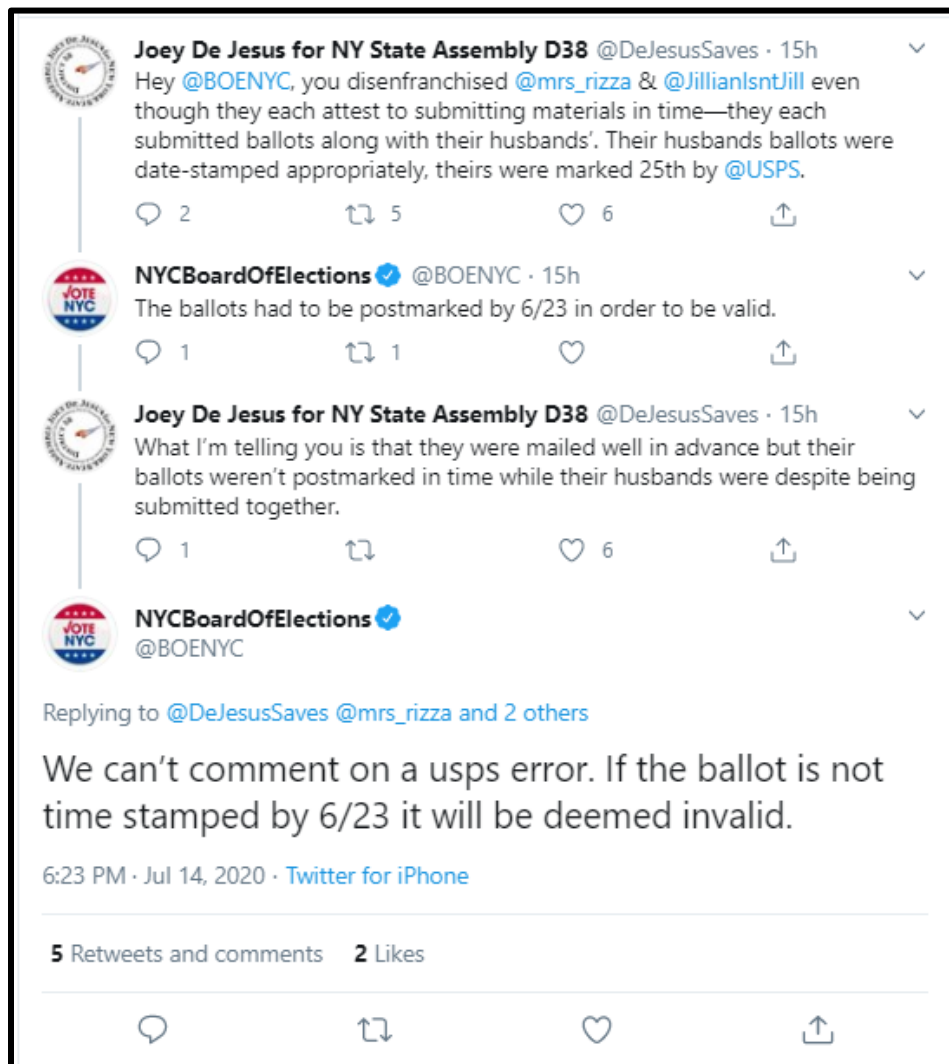 Joey De Jesus for NY State Assembly D38 @DeJesusSaves · 15h
Hey @BOENYC, you disenfranchised @mrs_rizza & @JillianIsntJill even
though they each attest to submitting materials in time—they each
submitted ballots along with their husbands'. Their husbands ballots were
date-stamped appropriately, theirs were marked 25th by @USPS.
2 5 6
VOTE
NYC
NYCBoardOfElections @BOENYC · 15h
The ballots had to be postmarked by 6/23 in order to be valid.
1 1
Joey De Jesus for NY State Assembly D38 @DeJesusSaves · 15h
What I'm telling you is that they were mailed well in advance but their
ballots weren't postmarked in time while their husbands were despite being
submitted together.
1 6
VOTE
NYC
NYCBoardOfElections
@BOENYC
Replying to @DeJesusSaves @mrs_rizza and 2 others
We can't comment on a usps error. If the ballot is not
time stamped by 6/23 it will be deemed invalid.
6:23 PM · Jul 14, 2020 · Twitter for iPhone
5 Retweets and comments 2 Likes